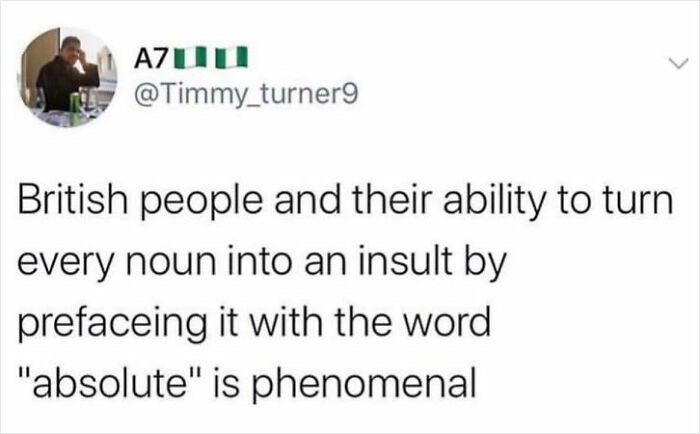 A7🇳🇬🇳🇬
@Timmy_turner9
British people and their ability to turn
every noun into an insult by
prefaceing it with the word
"absolute" is phenomenal